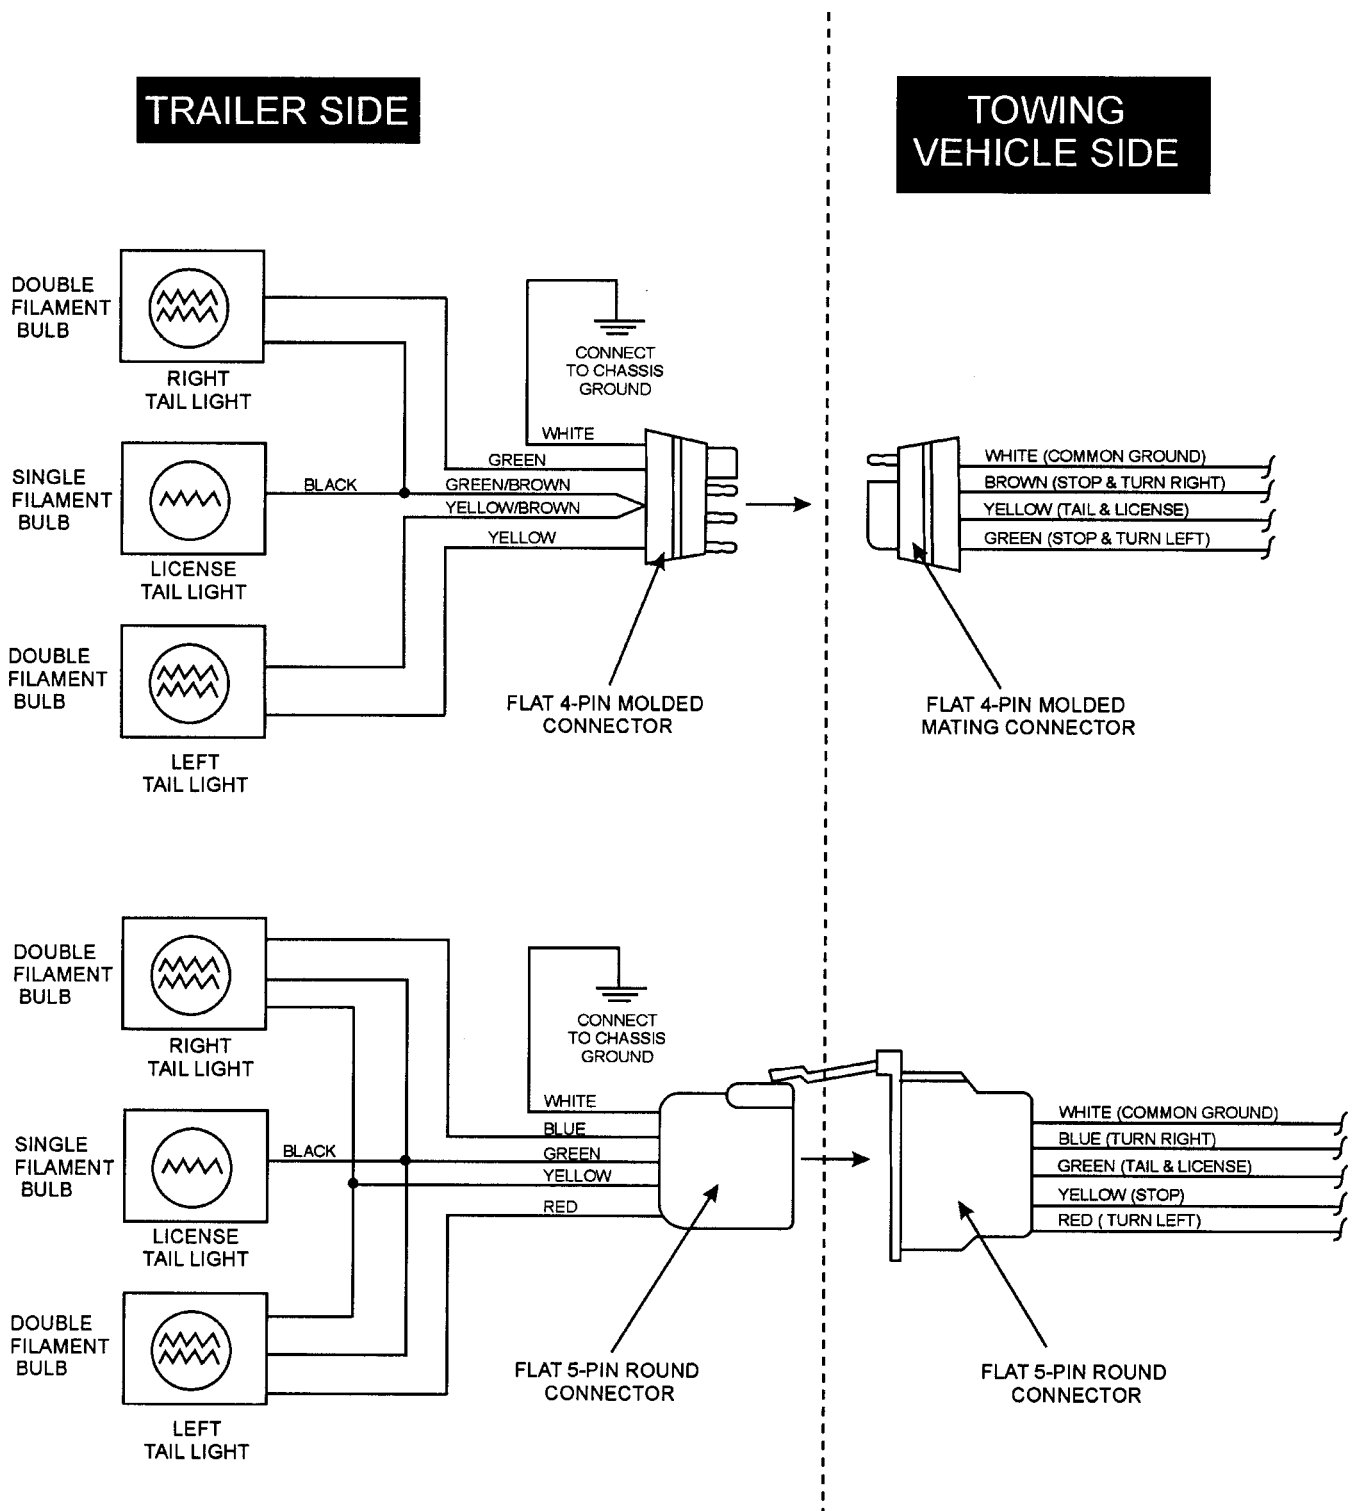 TRAILER SIDE
TOWING
VEHICLE SIDE
DOUBLE
FILAMENT
BULB
RIGHT
TAIL LIGHT
CONNECT
TO CHASSIS
GROUND
SINGLE
FILAMENT
BULB
BLACK
LICENSE
TAIL LIGHT
WHITE
GREEN
GREEN/BROWN
YELLOW/BROWN
YELLOW
WHITE (COMMON GROUND)
BROWN (STOP & TURN RIGHT)
YELLOW (TAIL & LICENSE)
GREEN (STOP & TURN LEFT)
DOUBLE
FILAMENT
BULB
LEFT
TAIL LIGHT
FLAT 4-PIN MOLDED
CONNECTOR
FLAT 4-PIN MOLDED
MATING CONNECTOR
DOUBLE
FILAMENT
BULB
RIGHT
TAIL LIGHT
CONNECT
TO CHASSIS
GROUND
SINGLE
FILAMENT
BULB
BLACK
LICENSE
TAIL LIGHT
WHITE
BLUE
GREEN
YELLOW
RED
WHITE (COMMON GROUND)
BLUE (TURN RIGHT)
GREEN (TAIL & LICENSE)
YELLOW (STOP)
RED ( TURN LEFT)
DOUBLE
FILAMENT
BULB
LEFT
TAIL LIGHT
FLAT 5-PIN ROUND
CONNECTOR
FLAT 5-PIN ROUND
CONNECTOR